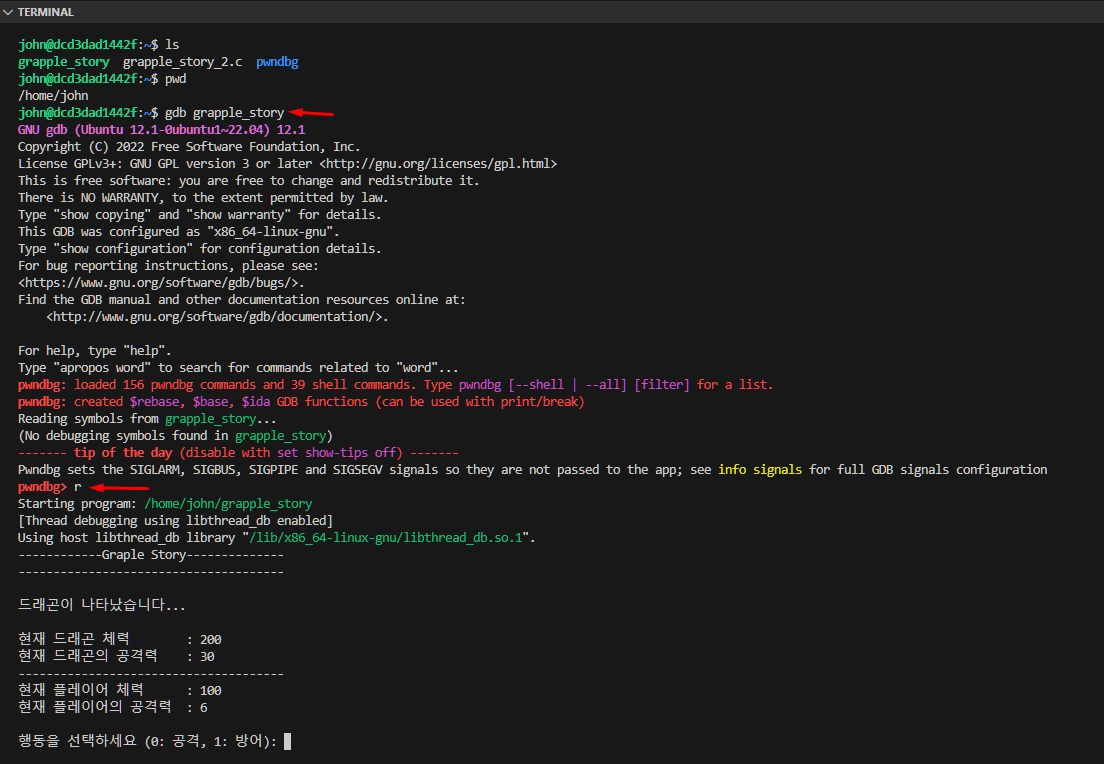 TERMINAL
john@dcd3dad1442f:~$ ls
grapple_story grapple_story_2.c pwndbg
john@dcd3dad1442f:~$ pwd
/home/john
john@dcd3dad1442f:~$ gdb grapple_story
GNU gdb (Ubuntu 12.1-0ubuntu1~22.04) 12.1
Copyright (C) 2022 Free Software Foundation, Inc.
License GPLv3+: GNU GPL version 3 or later <http://gnu.org/licenses/gpl.html>
This is free software: you are free to change and redistribute it.
There is NO WARRANTY, to the extent permitted by law.
Type "show copying" and "show warranty" for details.
This GDB was configured as "x86_64-linux-gnu".
Type "show configuration" for configuration details.
For bug reporting instructions, please see:
<https://www.gnu.org/software/gdb/bugs/>.
Find the GDB manual and other documentation resources online at:
    <http://www.gnu.org/software/gdb/documentation/>.
For help, type "help".
Type "apropos word" to search for commands related to "word"...
pwndbg: loaded 156 pwndbg commands and 39 shell commands. Type pwndbg [--shell | --all] [filter] for a list.
pwndbg: created $rebase, $base, $ida GDB functions (can be used with print/break)
Reading symbols from grapple_story...
(No debugging symbols found in grapple_story)
------- tip of the day (disable with set show-tips off) -------
Pwndbg sets the SIGLARM, SIGBUS, SIGPIPE and SIGSEGV signals so they are not passed to the app; see info signals for full GDB signals configuration
pwndbg> r
Starting program: /home/john/grapple_story
[Thread debugging using libthread_db enabled]
Using host libthread_db library "/lib/x86_64-linux-gnu/libthread_db.so.1".
------------Graple Story--------------
--------------------------------------
드래곤이 나타났습니다...
현재 드래곤 체력 : 200
현재 드래곤의 공격력 : 30
--------------------------------------
현재 플레이어 체력 : 100
현재 플레이어의 공격력 : 6
행동을 선택하세요 (0: 공격, 1: 방어):